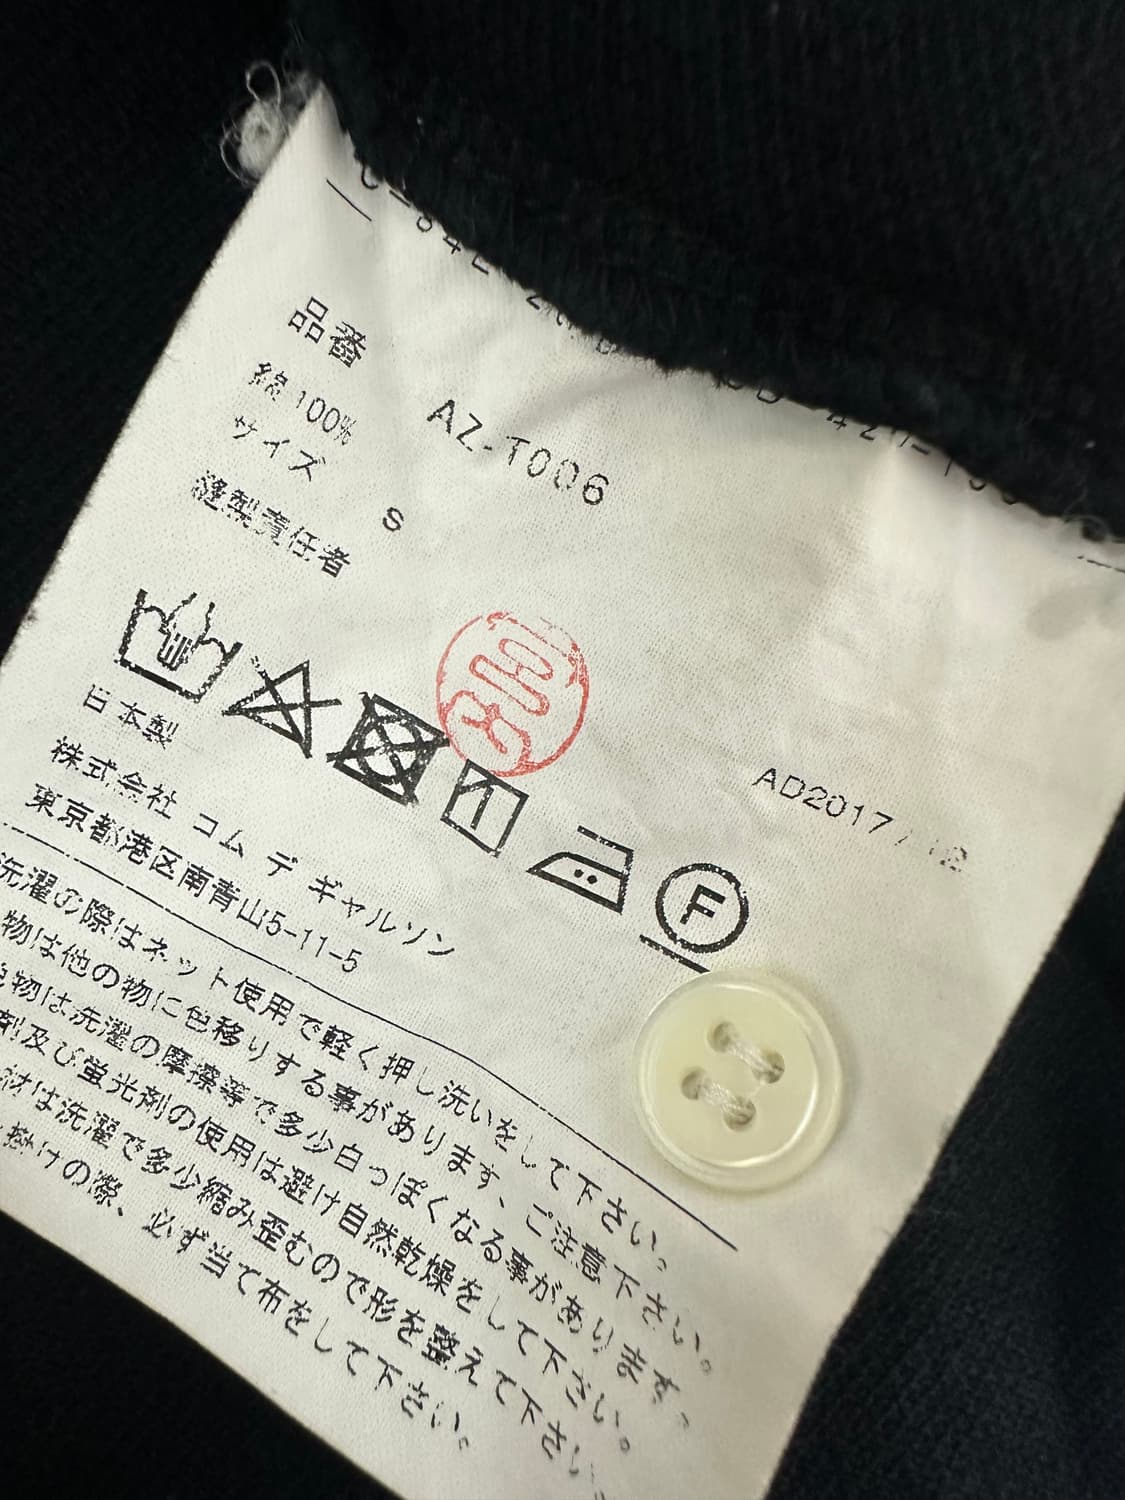 品番 AZ-T006
綿100%
サイズ S
縫製責任者
AD2017/12
F
日本製
株式会社 コム デ ギャルソン
東京都港区南青山5-11-5
洗濯の際はネット使用で軽く押し洗いをして下さい。
物は他の物に色移りする事があります、ご注意下さい。
物は洗濯の摩擦等で多少白っぽくなる事があります。
剤及び蛍光剤の使用は避け自然乾燥をして下さい。
材は洗濯で多少縮み歪むので形を整えて下さい。
掛けの際、必ず当て布をして下さい。